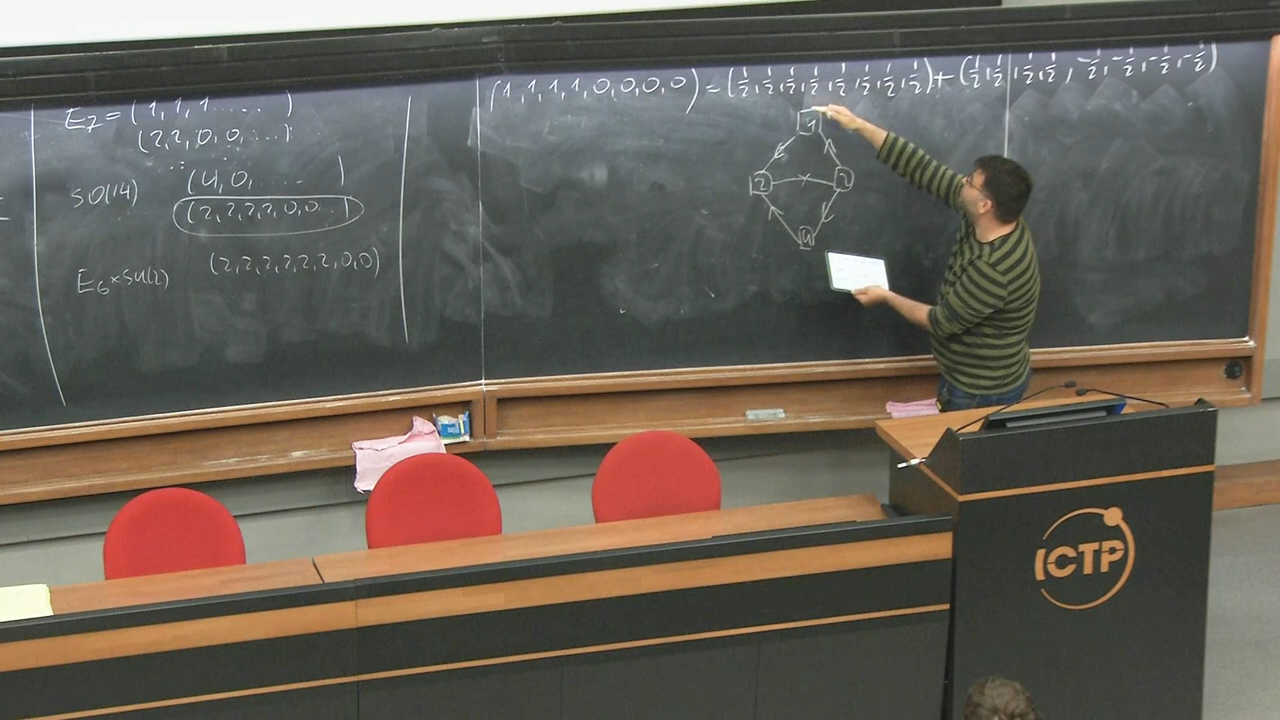 E7 = (1,1,1......)
(2,2,0,0,...)
SO(14) (4,0,.....)
(2,2,2,2,0,0..)
E6×SU(2) (2,2,2,2,2,2,0,0)
(1,1,1,1,0,0,0,0) = (½,½,½,½,½,½,½,½) + (½,½,½,½,-½,-½,-½,-½)
2 2
4
ICTP